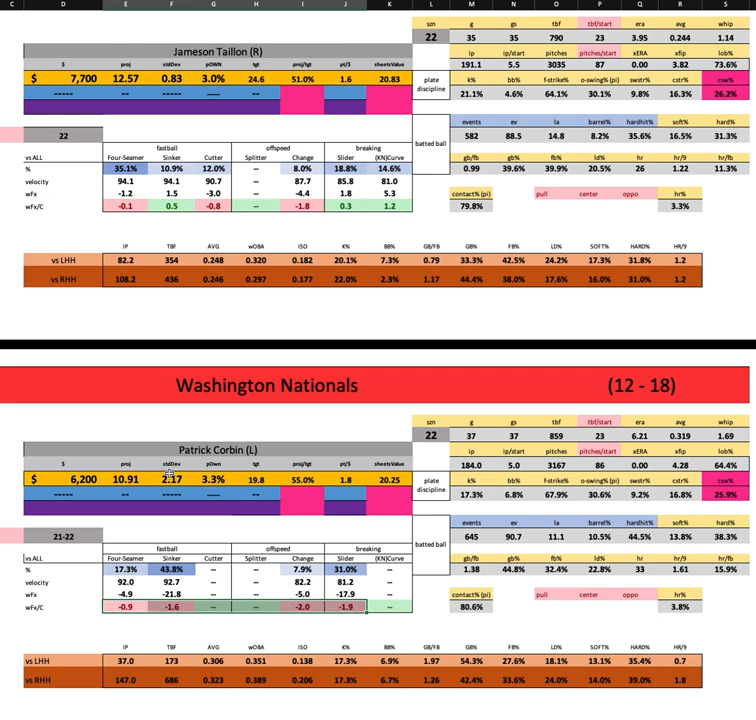 C D E F G H I J K L M N O P Q R S
szn g gs tbf tbf/start era avg whip
22 35 35 790 23 3.95 0.244 1.14
Jameson Taillon (R)
ip ip/start pitches pitches/start xERA xfip lob%
191.1 5.5 3035 87 0.00 3.82 73.6%
$ proj stdDev pOWN tgt proj/tgt pt/$ sheetsValue
$ 7,700 12.57 0.83 3.0% 24.6 51.0% 1.6 20.83
plate discipline k% bb% f-strike% o-swing% (pi) swstr% cstr% csw%
21.1% 4.6% 64.1% 30.1% 9.8% 16.3% 26.2%
----- -- -- ---- --
batted ball events ev la barrel% hardhit% soft% hard%
22 582 88.5 14.8 8.2% 35.6% 16.5% 31.3%
fastball offspeed breaking
vs ALL Four-Seamer Sinker Cutter Splitter Change Slider (KN)Curve gb/fb gb% fb% ld% hr hr/9 hr/fb
% 35.1% 10.9% 12.0% -- 8.0% 18.8% 14.6% 0.99 39.6% 39.9% 20.5% 26 1.22 11.3%
velocity 94.1 94.1 90.7 -- 87.7 85.8 81.0
wFx -1.2 1.5 -3.0 -- -4.4 1.8 5.3 contact% (pi) pull center oppo hr%
wFx/C -0.1 0.5 -0.8 -- -1.8 0.3 1.2 79.8% 3.3%
IP TBF AVG wOBA ISO K% BB% GB/FB GB% FB% LD% SOFT% HARD% HR/9
vs LHH 82.2 354 0.248 0.320 0.182 20.1% 7.3% 0.79 33.3% 42.5% 24.2% 17.3% 31.8% 1.2
vs RHH 108.2 436 0.246 0.297 0.177 22.0% 2.3% 1.17 44.4% 38.0% 17.6% 16.0% 31.0% 1.2
Washington Nationals (12 - 18)
szn g gs tbf tbf/start era avg whip
22 37 37 859 23 6.21 0.319 1.69
Patrick Corbin (L)
ip ip/start pitches pitches/start xERA xfip lob%
184.0 5.0 3167 86 0.00 4.28 64.4%
$ proj stdDev pOwn tgt proj/tgt pt/$ sheetsValue
$ 6,200 10.91 2.17 3.3% 19.8 55.0% 1.8 20.25
plate discipline k% bb% f-strike% o-swing% (pi) swstr% cstr% csw%
17.3% 6.8% 67.9% 30.6% 9.2% 16.8% 25.9%
----- -- -- ---- --
batted ball events ev la barrel% hardhit% soft% hard%
21-22 645 90.7 11.1 10.5% 44.5% 13.8% 38.3%
fastball offspeed breaking
vs ALL Four-Seamer Sinker Cutter Splitter Change Slider (KN)Curve gb/fb gb% fb% ld% hr hr/9 hr/fb
% 17.3% 43.8% -- -- 7.9% 31.0% -- 1.38 44.8% 32.4% 22.8% 33 1.61 15.9%
velocity 92.0 92.7 -- -- 82.2 81.2 --
wFx -4.9 -21.8 -- -- -5.0 -17.9 -- contact% (pi) pull center oppo hr%
wFx/C -0.9 -1.6 -- -- -2.0 -1.9 -- 80.6% 3.8%
IP TBF AVG wOBA ISO K% BB% GB/FB GB% FB% LD% SOFT% HARD% HR/9
vs LHH 37.0 173 0.306 0.351 0.138 17.3% 6.9% 1.97 54.3% 27.6% 18.1% 13.1% 35.4% 0.7
vs RHH 147.0 686 0.323 0.389 0.206 17.3% 6.7% 1.26 42.4% 33.6% 24.0% 14.0% 39.0% 1.8